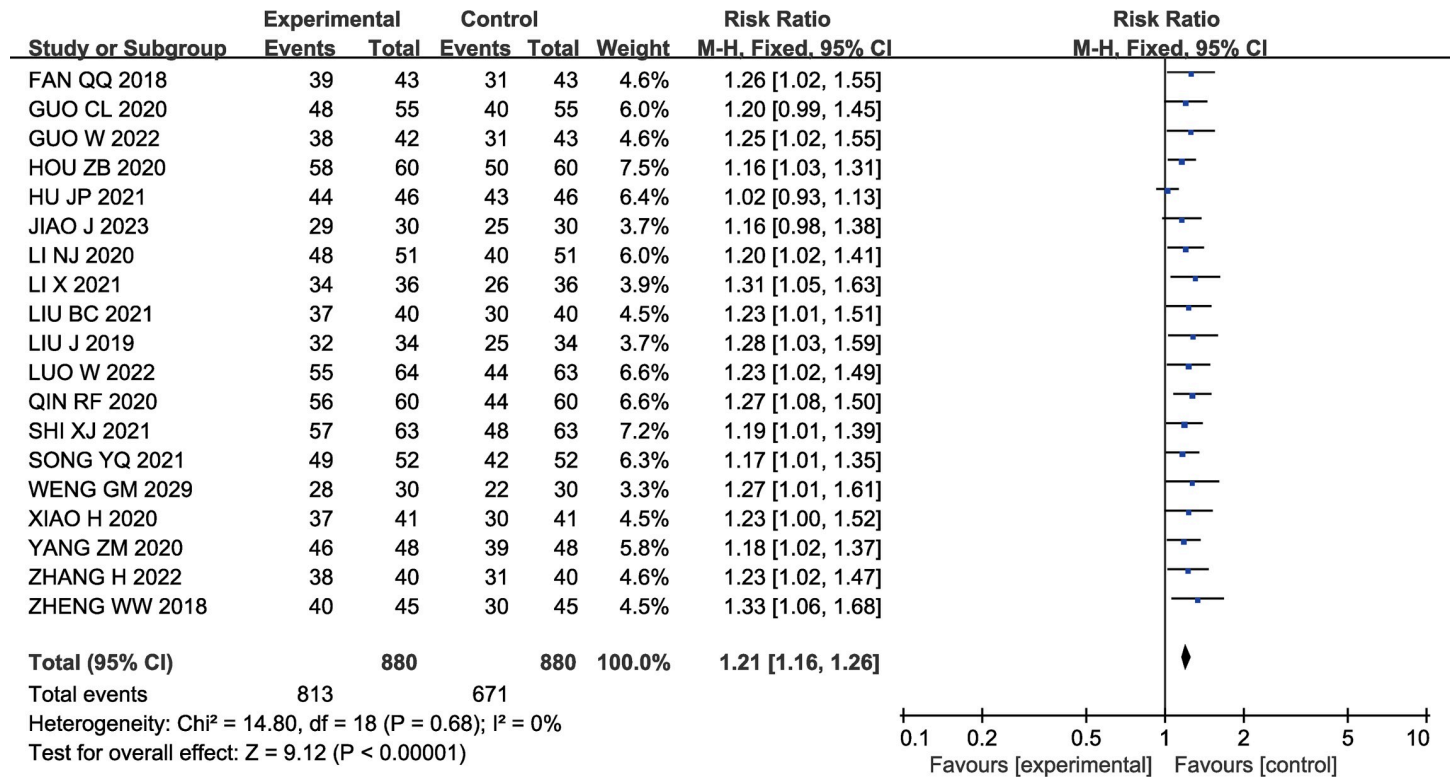 Experimental Control Risk Ratio Risk Ratio
Study or Subgroup Events Total Events Total Weight M-H, Fixed, 95% CI M-H, Fixed, 95% CI
FAN QQ 2018 39 43 31 43 4.6% 1.26 [1.02, 1.55]
GUO CL 2020 48 55 40 55 6.0% 1.20 [0.99, 1.45]
GUO W 2022 38 42 31 43 4.6% 1.25 [1.02, 1.55]
HOU ZB 2020 58 60 50 60 7.5% 1.16 [1.03, 1.31]
HU JP 2021 44 46 43 46 6.4% 1.02 [0.93, 1.13]
JIAO J 2023 29 30 25 30 3.7% 1.16 [0.98, 1.38]
LI NJ 2020 48 51 40 51 6.0% 1.20 [1.02, 1.41]
LI X 2021 34 36 26 36 3.9% 1.31 [1.05, 1.63]
LIU BC 2021 37 40 30 40 4.5% 1.23 [1.01, 1.51]
LIU J 2019 32 34 25 34 3.7% 1.28 [1.03, 1.59]
LUO W 2022 55 64 44 63 6.6% 1.23 [1.02, 1.49]
QIN RF 2020 56 60 44 60 6.6% 1.27 [1.08, 1.50]
SHI XJ 2021 57 63 48 63 7.2% 1.19 [1.01, 1.39]
SONG YQ 2021 49 52 42 52 6.3% 1.17 [1.01, 1.35]
WENG GM 2029 28 30 22 30 3.3% 1.27 [1.01, 1.61]
XIAO H 2020 37 41 30 41 4.5% 1.23 [1.00, 1.52]
YANG ZM 2020 46 48 39 48 5.8% 1.18 [1.02, 1.37]
ZHANG H 2022 38 40 31 40 4.6% 1.23 [1.02, 1.47]
ZHENG WW 2018 40 45 30 45 4.5% 1.33 [1.06, 1.68]
Total (95% CI) 880 880 100.0% 1.21 [1.16, 1.26]
Total events 813 671
Heterogeneity: Chi² = 14.80, df = 18 (P = 0.68); I² = 0%
Test for overall effect: Z = 9.12 (P < 0.00001)
0.1 0.2 0.5 1 2 5 10
Favours [experimental] Favours [control]